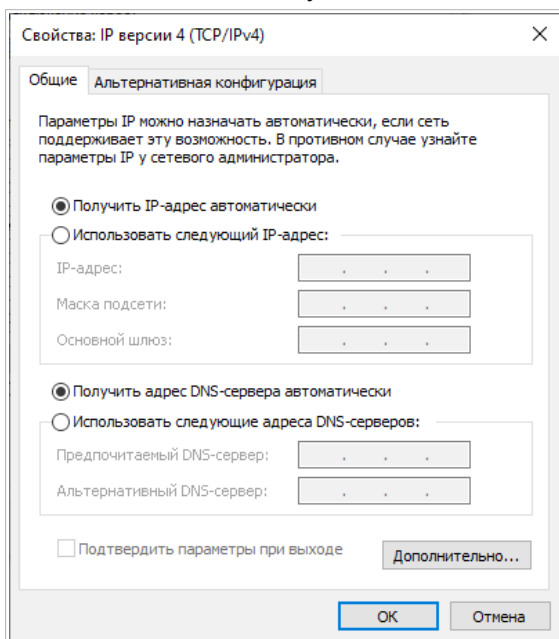 Свойства: IP версии 4 (TCP/IPv4)
Общие Альтернативная конфигурация
Параметры IP можно назначать автоматически, если сеть
поддерживает эту возможность. В противном случае узнайте
параметры IP у сетевого администратора.
Получить IP-адрес автоматически
Использовать следующий IP-адрес:
IP-адрес:
Маска подсети:
Основной шлюз:
Получить адрес DNS-сервера автоматически
Использовать следующие адреса DNS-серверов:
Предпочитаемый DNS-сервер:
Альтернативный DNS-сервер:
Подтвердить параметры при выходе Дополнительно...
ОК Отмена